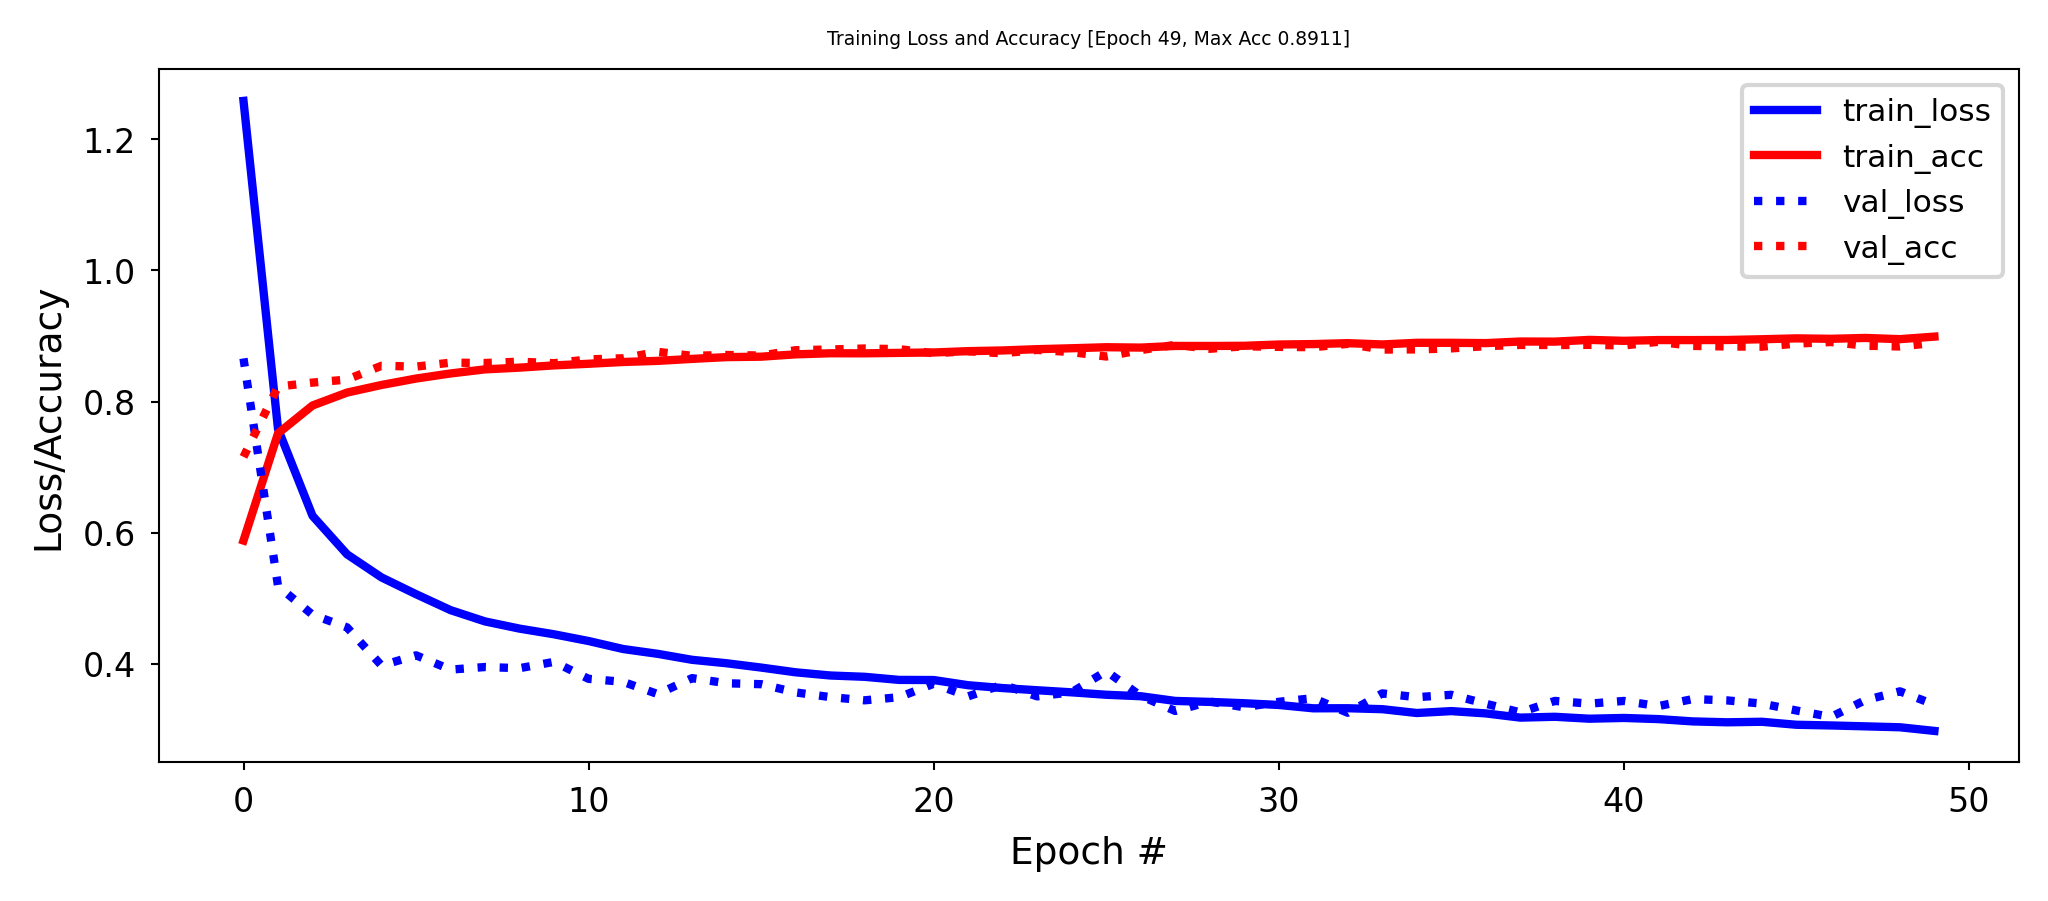 Training Loss and Accuracy [Epoch 49, Max Acc 0.8911]
train_loss
train_acc
val_loss
val_acc
1.2
1.0
0.8
0.6
0.4
Loss/Accuracy
0 10 20 30 40 50
Epoch #